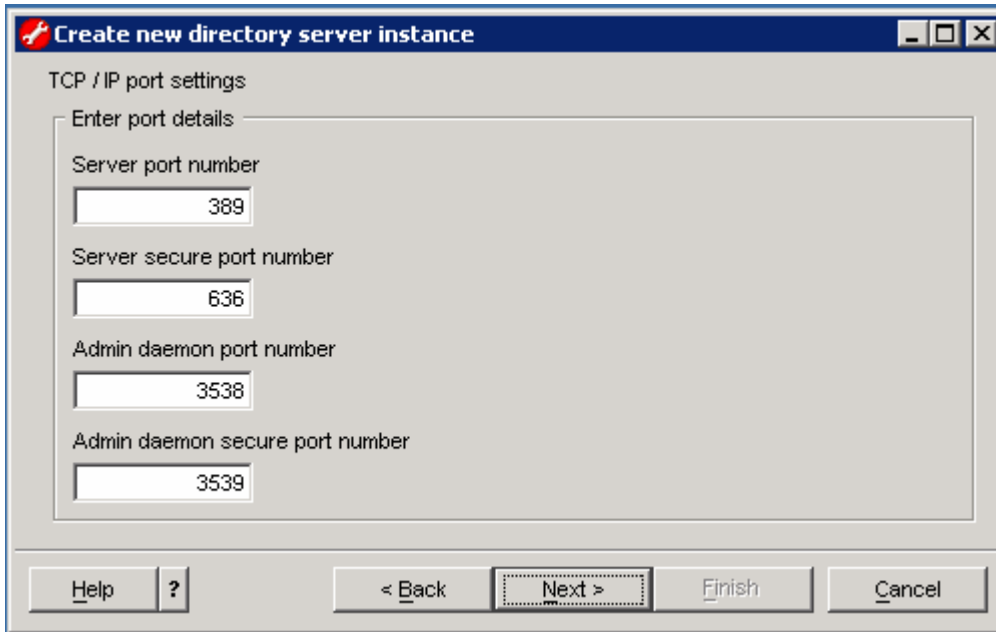 Create new directory server instance
TCP / IP port settings
Enter port details
Server port number
389
Server secure port number
636
Admin daemon port number
3538
Admin daemon secure port number
3539
Help ? < Back Next > Finish Cancel